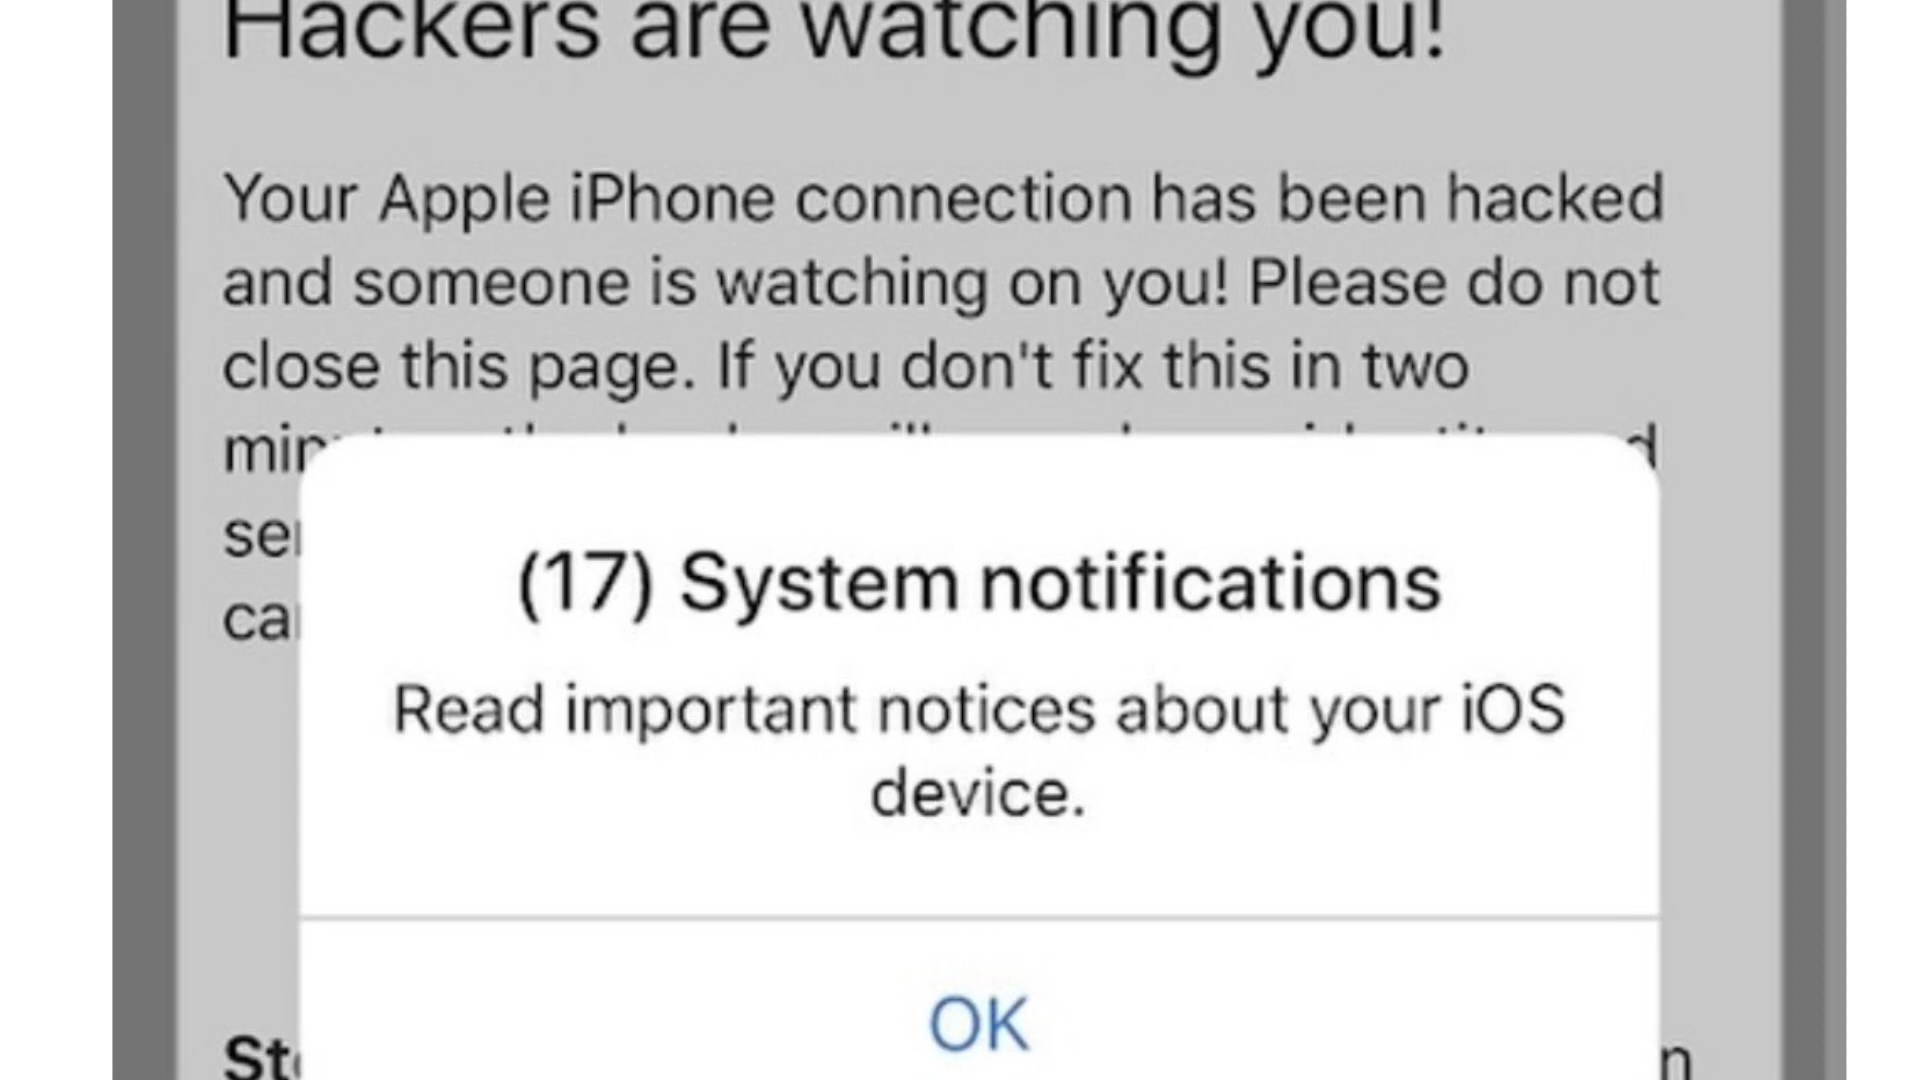 Hackers are watching you!
Your Apple iPhone connection has been hacked
and someone is watching on you! Please do not
close this page. If you don't fix this in two
(17) System notifications
Read important notices about your iOS
device.
OK